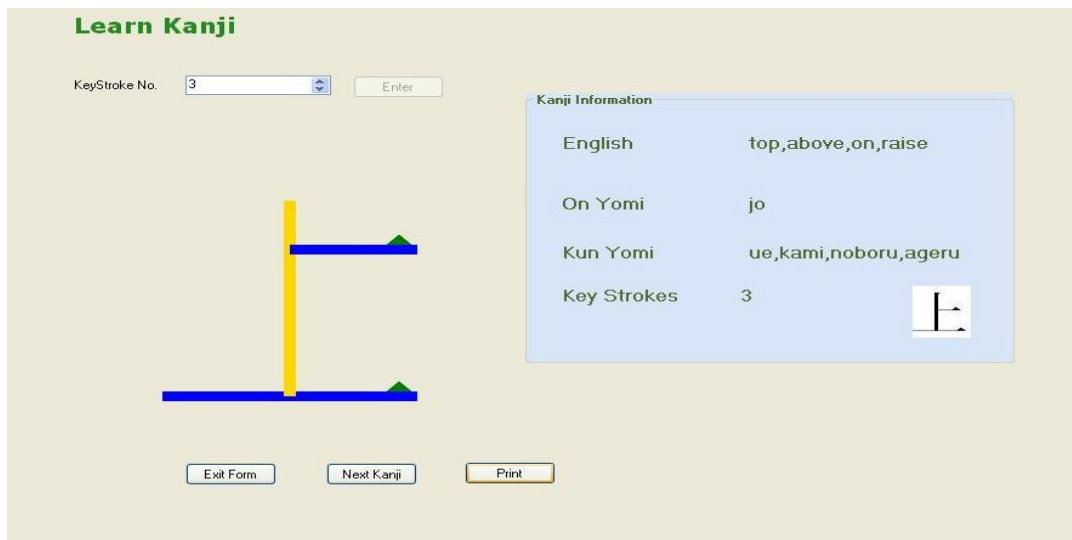 Learn Kanji
KeyStroke No. 3 Enter
Kanji Information
English top,above,on,raise
On Yomi jo
Kun Yomi ue,kami,noboru,ageru
Key Strokes 3
上
Exit Form Next Kanji Print